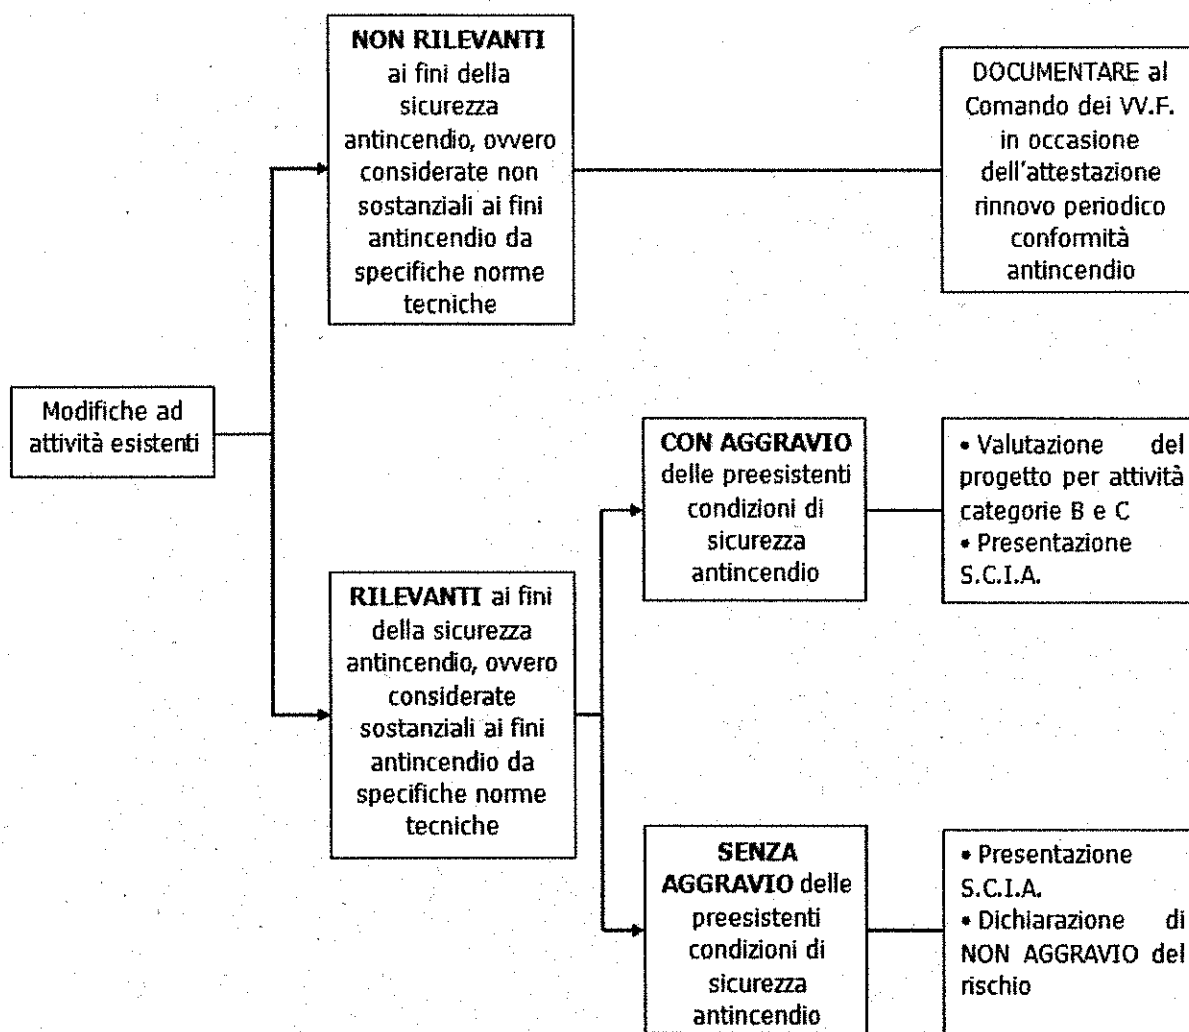 NON RILEVANTI
ai fini della
sicurezza
antincendio, ovvero
considerate non
sostanziali ai fini
antincendio da
specifiche norme
tecniche
DOCUMENTARE al
Comando dei VV.F.
in occasione
dell'attestazione
rinnovo periodico
conformità
antincendio
Modifiche ad
attività esistenti
RILEVANTI ai fini
della sicurezza
antincendio, ovvero
considerate
sostanziali ai fini
antincendio da
specifiche norme
tecniche
CON AGGRAVIO
delle preesistenti
condizioni di
sicurezza
antincendio
• Valutazione del
progetto per attività
categorie B e C
• Presentazione
S.C.I.A.
SENZA
AGGRAVIO delle
preesistenti
condizioni di
sicurezza
antincendio
• Presentazione
S.C.I.A.
• Dichiarazione di
NON AGGRAVIO del
rischio